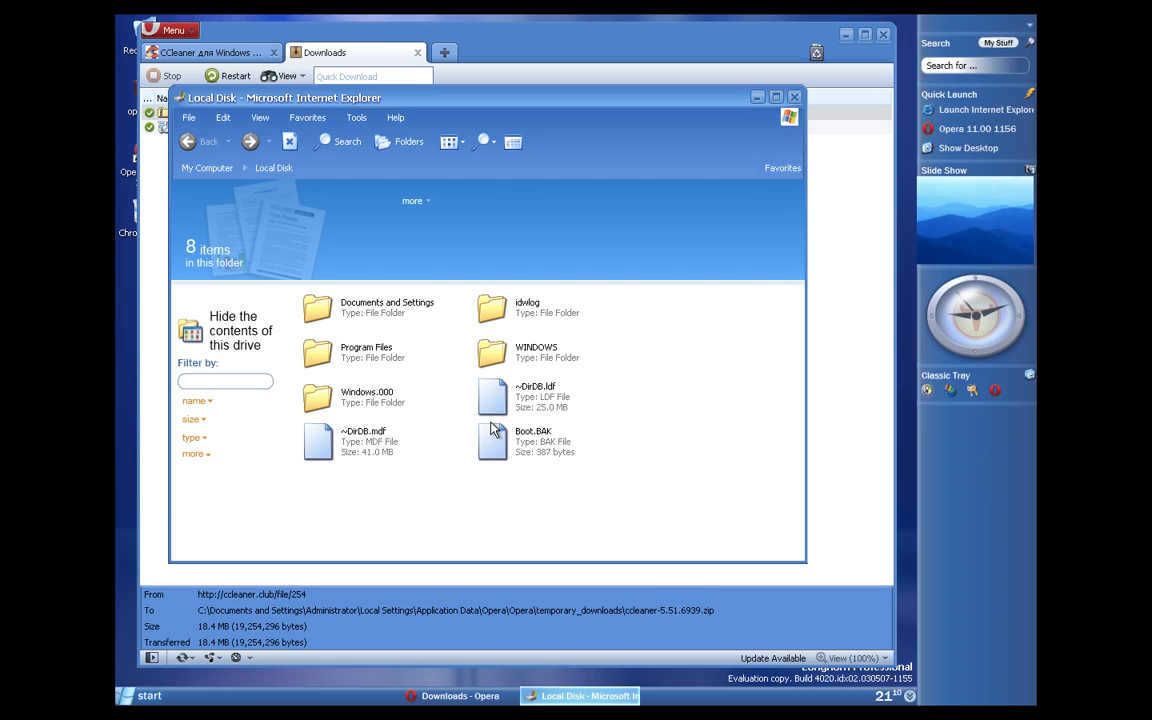 Menu
CCleaner для Windows ...
Downloads
Stop
Restart
View
Quick Download
... Na
Local Disk - Microsoft Internet Explorer
File Edit View Favorites Tools Help
Back
Search
Folders
My Computer
Local Disk
Favorites
more
8 items
in this folder
Hide the
contents of
this drive
Filter by:
name
size
type
more
Documents and Settings
Type: File Folder
idwlog
Type: File Folder
Program Files
Type: File Folder
WINDOWS
Type: File Folder
Windows.000
Type: File Folder
~DirDB.ldf
Type: LDF File
Size: 25.0 MB
~DirDB.mdf
Type: MDF File
Size: 41.0 MB
Boot.BAK
Type: BAK File
Size: 387 bytes
From http://ccleaner.club/file/254
To C:\Documents and Settings\Administrator\Local Settings\Application Data\Opera\Opera\temporary_downloads\ccleaner-5.51.6939.zip
Size 18.4 MB (19,254,296 bytes)
Transferred 18.4 MB (19,254,296 bytes)
Update Available
View (100%)
Rec
op
Ope
Chro
Search
My Stuff
Search for ...
Quick Launch
Launch Internet Explor
Opera 11.00 1156
Show Desktop
Slide Show
Classic Tray
Evaluation copy. Build 4020.idx02.030507-1155
start
Downloads - Opera
Local Disk - Microsoft In
21 10